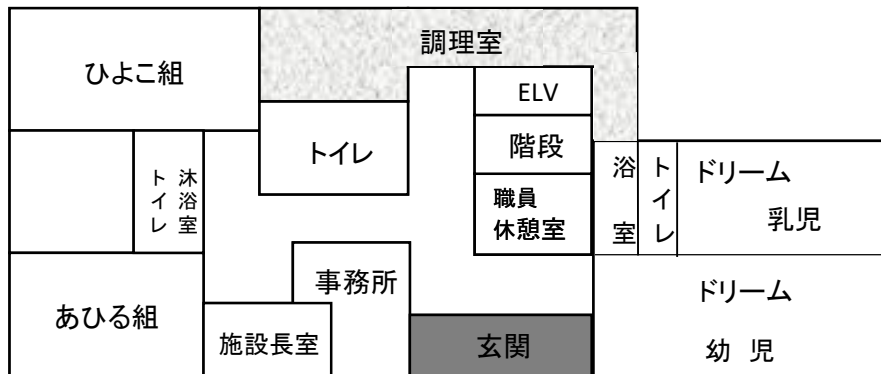 調理室
ひよこ組
ELV
トイレ
階段
沐浴室
トイレ
職員
休憩室
浴室
トイレ
ドリーム
乳児
事務所
ドリーム
幼児
あひる組
施設長室
玄関